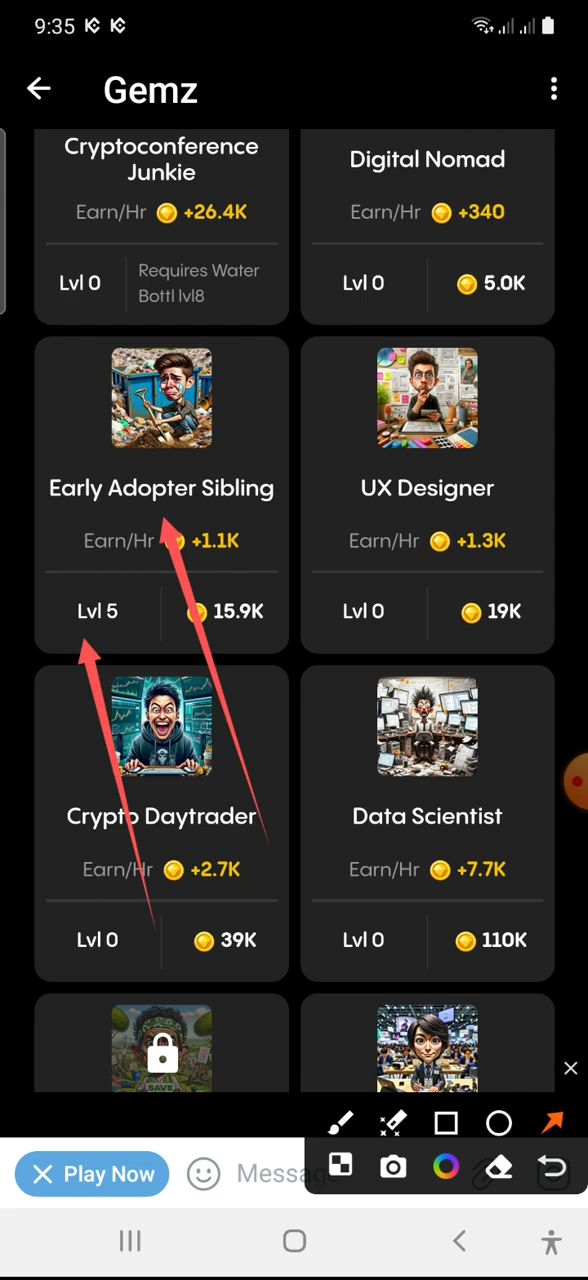 9:35
Gemz
Cryptoconference
Junkie
Earn/Hr +26.4K
Lvl 0
Requires Water
Bottl lvl8
Digital Nomad
Earn/Hr +340
Lvl 0 5.0K
Early Adopter Sibling
Earn/Hr +1.1K
Lvl 5 15.9K
UX Designer
Earn/Hr +1.3K
Lvl 0 19K
Crypto Daytrader
Earn/Hr +2.7K
Lvl 0 39K
Data Scientist
Earn/Hr +7.7K
Lvl 0 110K
SAVE
Play Now
Message